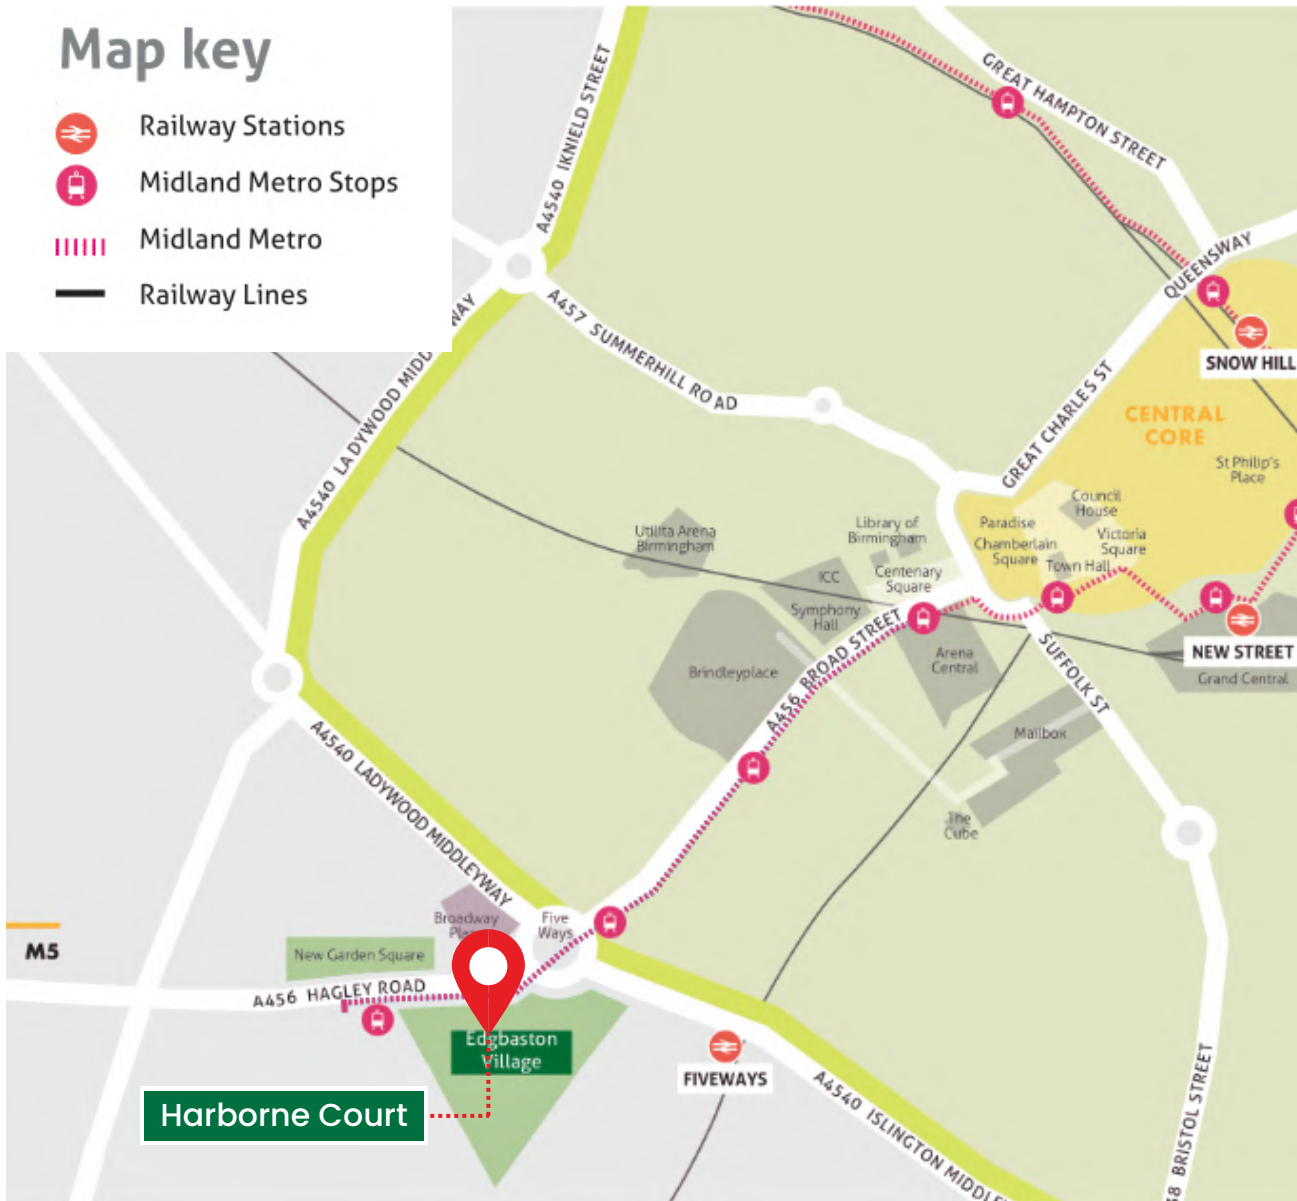 Map key
Railway Stations
Midland Metro Stops
Midland Metro
Railway Lines
A4540 IKNIELD STREET
GREAT HAMPTON STREET
QUEENSWAY
SNOW HILL
A457 SUMMERHILL ROAD
A4540 LADYWOOD
GREAT CHARLES ST
CENTRAL
CORE
St Philip's
Place
Council
House
Paradise
Victoria
Square
Chamberlain
Square
Town Hall
Utilita Arena
Birmingham
Library of
Birmingham
ICC
Centenary
Square
Symphony
Hall
NEW STREET
Grand Central
Brindleyplace
A456 BROAD STREET
Arena
Central
SUFFOLK ST
Mailbox
The
Cube
A4540 LADYWOOD MIDDLEYWAY
Broadway
Five
Ways
M5
New Garden Square
A456 HAGLEY ROAD
Edgbaston
Village
FIVEWAYS
Harborne Court
A4540 ISLINGTON
BRISTOL STREET